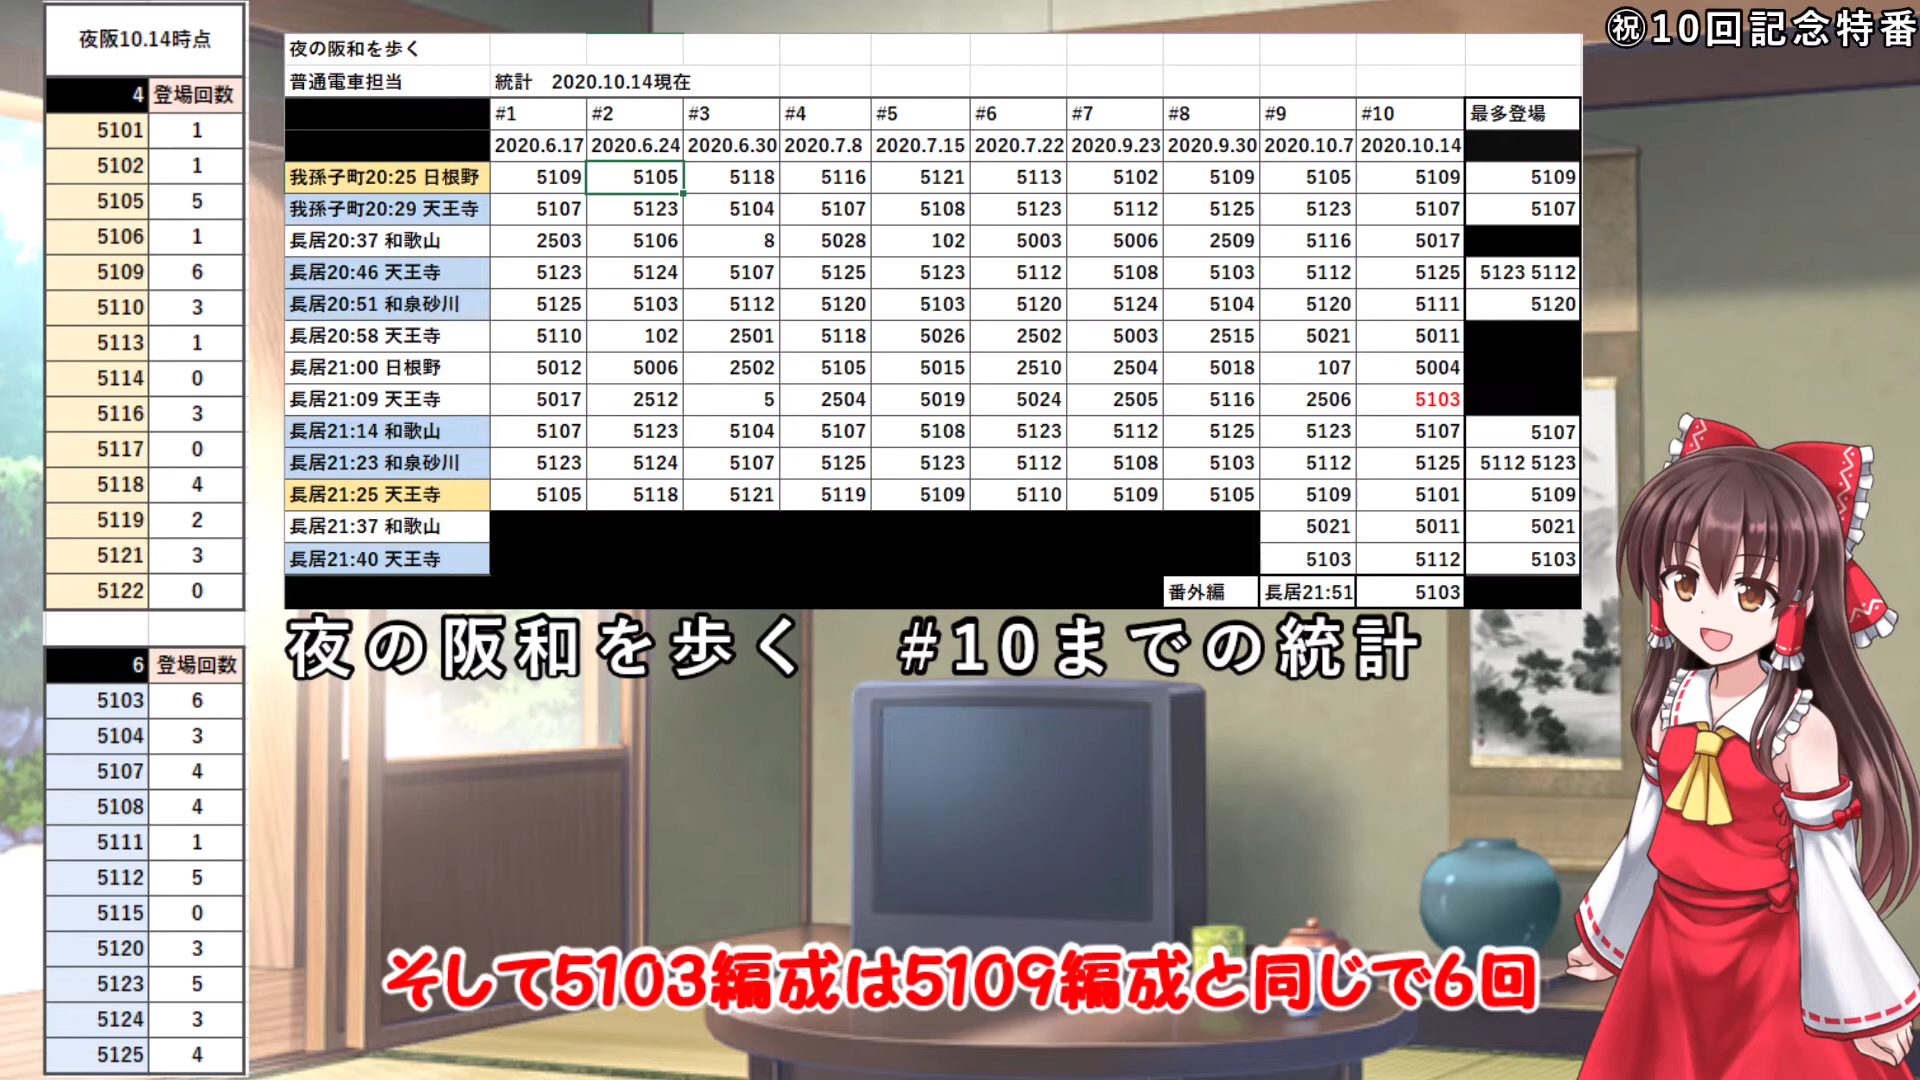 ㊗10回記念特番
夜阪10.14時点
4 登場回数
5101 1
5102 1
5105 5
5106 1
5109 6
5110 3
5113 1
5114 0
5116 3
5117 0
5118 4
5119 2
5121 3
5122 0
6 登場回数
5103 6
5104 3
5107 4
5108 4
5111 1
5112 5
5115 0
5120 3
5123 5
5124 3
5125 4
夜の阪和を歩く
普通電車担当 統計 2020.10.14現在
#1 #2 #3 #4 #5 #6 #7 #8 #9 #10 最多登場
2020.6.17 2020.6.24 2020.6.30 2020.7.8 2020.7.15 2020.7.22 2020.9.23 2020.9.30 2020.10.7 2020.10.14
我孫子町20:25 日根野 5109 5105 5118 5116 5121 5113 5102 5109 5105 5109 5109
我孫子町20:29 天王寺 5107 5123 5104 5107 5108 5123 5112 5125 5123 5107 5107
長居20:37 和歌山 2503 5106 8 5028 102 5003 5006 2509 5116 5017
長居20:46 天王寺 5123 5124 5107 5125 5123 5112 5108 5103 5112 5125 5123 5112
長居20:51 和泉砂川 5125 5103 5112 5120 5103 5120 5124 5104 5120 5111 5120
長居20:58 天王寺 5110 102 2501 5118 5026 2502 5003 2515 5021 5011
長居21:00 日根野 5012 5006 2502 5105 5015 2510 2504 5018 107 5004
長居21:09 天王寺 5017 2512 5 2504 5019 5024 2505 5116 2506 5103
長居21:14 和歌山 5107 5123 5104 5107 5108 5123 5112 5125 5123 5107 5107
長居21:23 和泉砂川 5123 5124 5107 5125 5123 5112 5108 5103 5112 5125 5112 5123
長居21:25 天王寺 5105 5118 5121 5119 5109 5110 5109 5105 5109 5101 5109
長居21:37 和歌山 5021 5011 5021
長居21:40 天王寺 5103 5112 5103
番外編 長居21:51 5103
夜の阪和を歩く #10までの統計
そして5103編成は5109編成と同じで6回